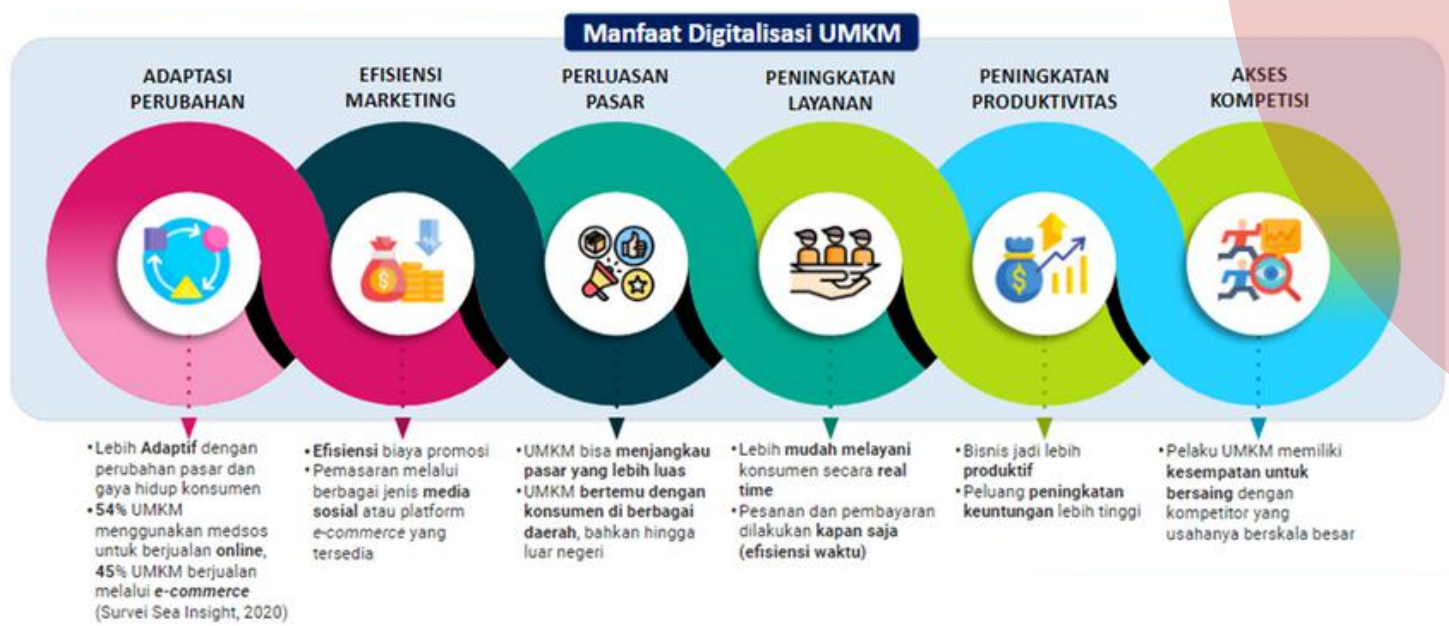 Manfaat Digitalisasi UMKM
ADAPTASI
PERUBAHAN
EFISIENSI
MARKETING
PERLUASAN
PASAR
PENINGKATAN
LAYANAN
PENINGKATAN
PRODUKTIVITAS
AKSES
KOMPETISI
•Lebih Adaptif dengan
perubahan pasar dan
gaya hidup konsumen
•54% UMKM
menggunakan medsos
untuk berjualan online,
45% UMKM berjualan
melalui e-commerce
(Survei Sea Insight, 2020)
•Efisiensi biaya promosi
•Pemasaran melalui
berbagai jenis media
sosial atau platform
e-commerce yang
tersedia
•UMKM bisa menjangkau
pasar yang lebih luas
•UMKM bertemu dengan
konsumen di berbagai
daerah, bahkan hingga
luar negeri
•Lebih mudah melayani
konsumen secara real
time
•Pesanan dan pembayaran
dilakukan kapan saja
(efisiensi waktu)
•Bisnis jadi lebih
produktif
•Peluang peningkatan
keuntungan lebih tinggi
•Pelaku UMKM memiliki
kesempatan untuk
bersaing dengan
kompetitor yang
usahanya berskala besar